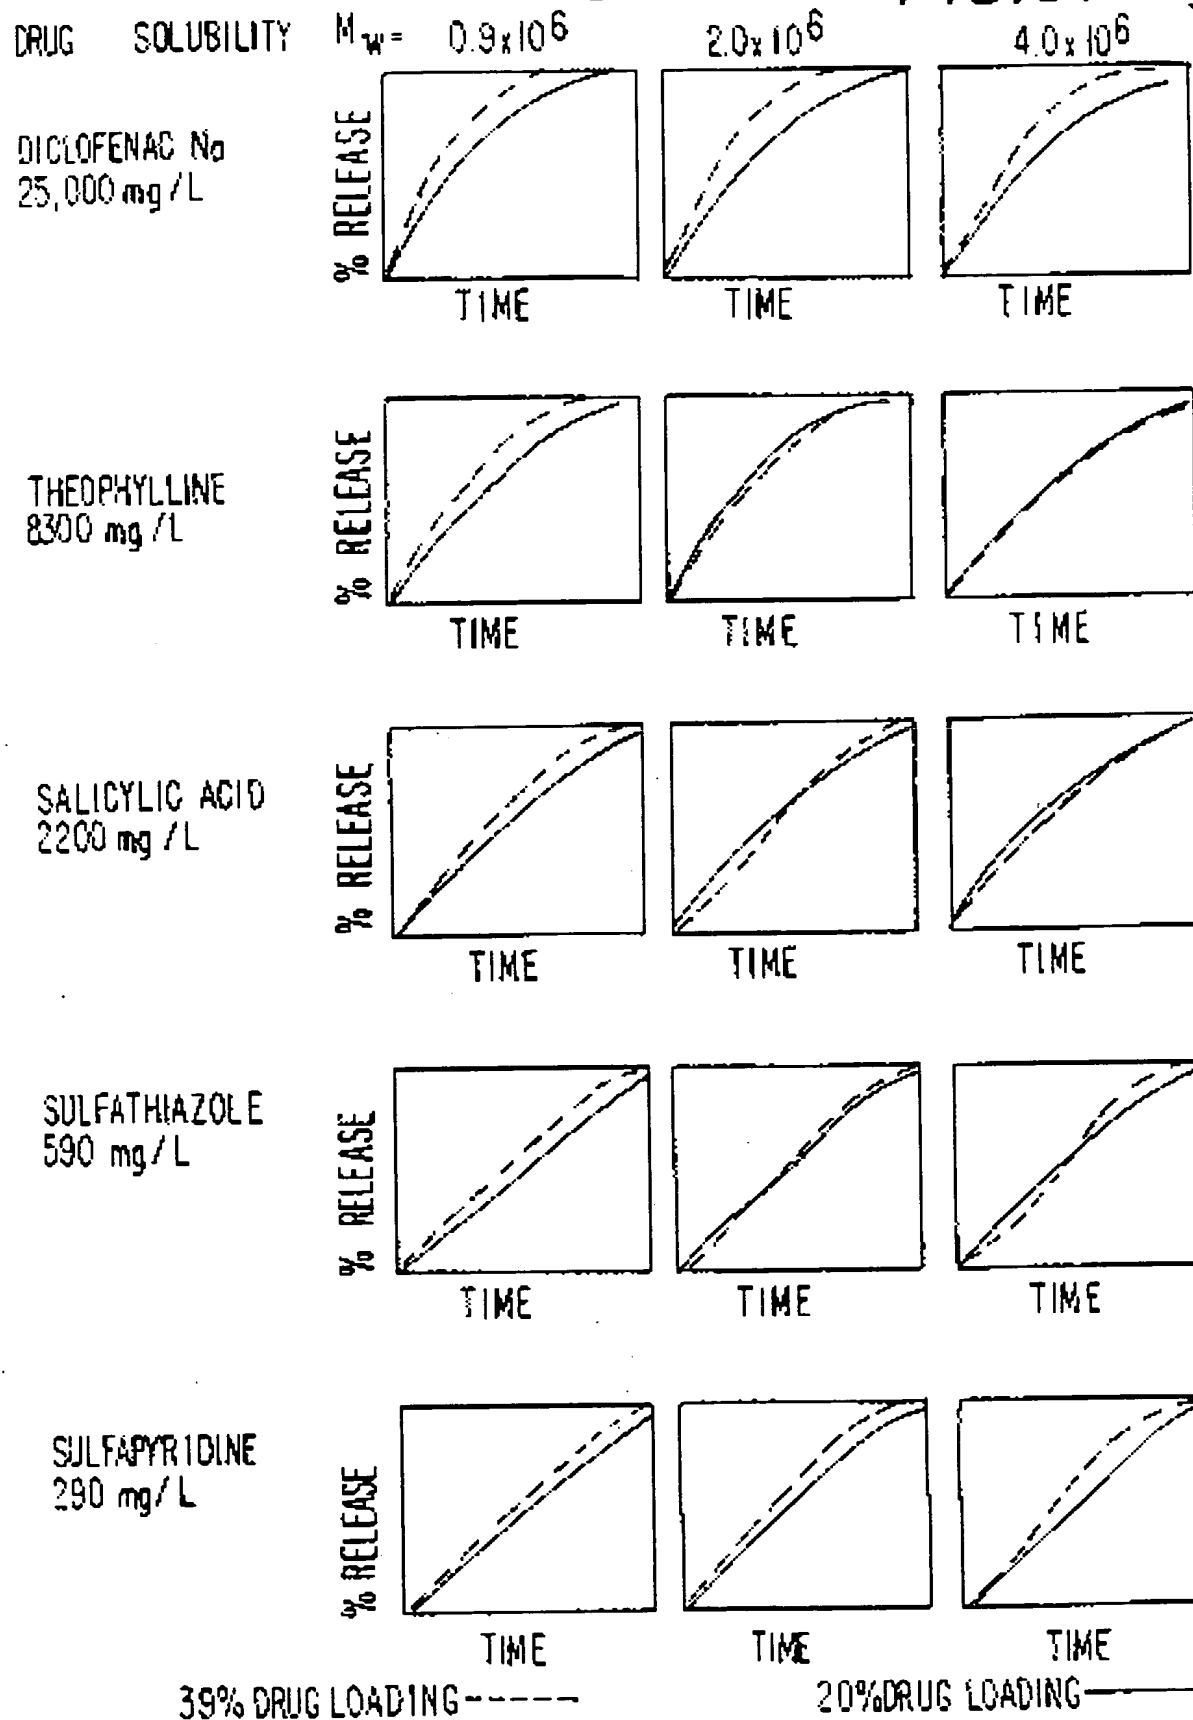 DRUG SOLUBILITY Mw= 0.9x10^6 2.0x10^6 4.0x10^6
DICLOFENAC Na
25,000 mg/L
% RELEASE
TIME TIME TIME
THEOPHYLLINE
8300 mg/L
% RELEASE
TIME TIME TIME
SALICYLIC ACID
2200 mg/L
% RELEASE
TIME TIME TIME
SULFATHIAZOLE
590 mg/L
% RELEASE
TIME TIME TIME
SULFAPYRIDINE
290 mg/L
% RELEASE
TIME TIME TIME
39% DRUG LOADING----- 20%DRUG LOADING——